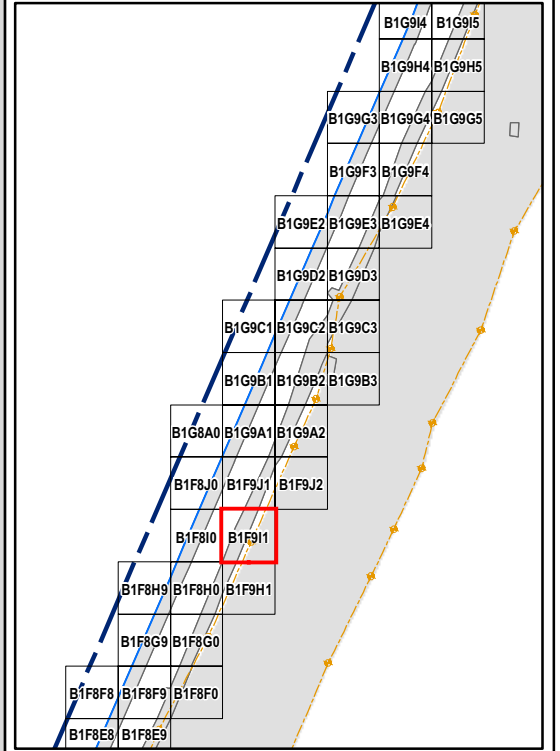 B1G9I4 B1G9I5
B1G9H4 B1G9H5
B1G9G3 B1G9G4 B1G9G5
B1G9F3 B1G9F4
B1G9E2 B1G9E3 B1G9E4
B1G9D2 B1G9D3
B1G9C1 B1G9C2 B1G9C3
B1G9B1 B1G9B2 B1G9B3
B1G8A0 B1G9A1 B1G9A2
B1F8J0 B1F9J1 B1F9J2
B1F8I0 B1F9I1
B1F8H9 B1F8H0 B1F9H1
B1F8G9 B1F8G0
B1F8F8 B1F8F9 B1F8F0
B1F8E8 B1F8E9